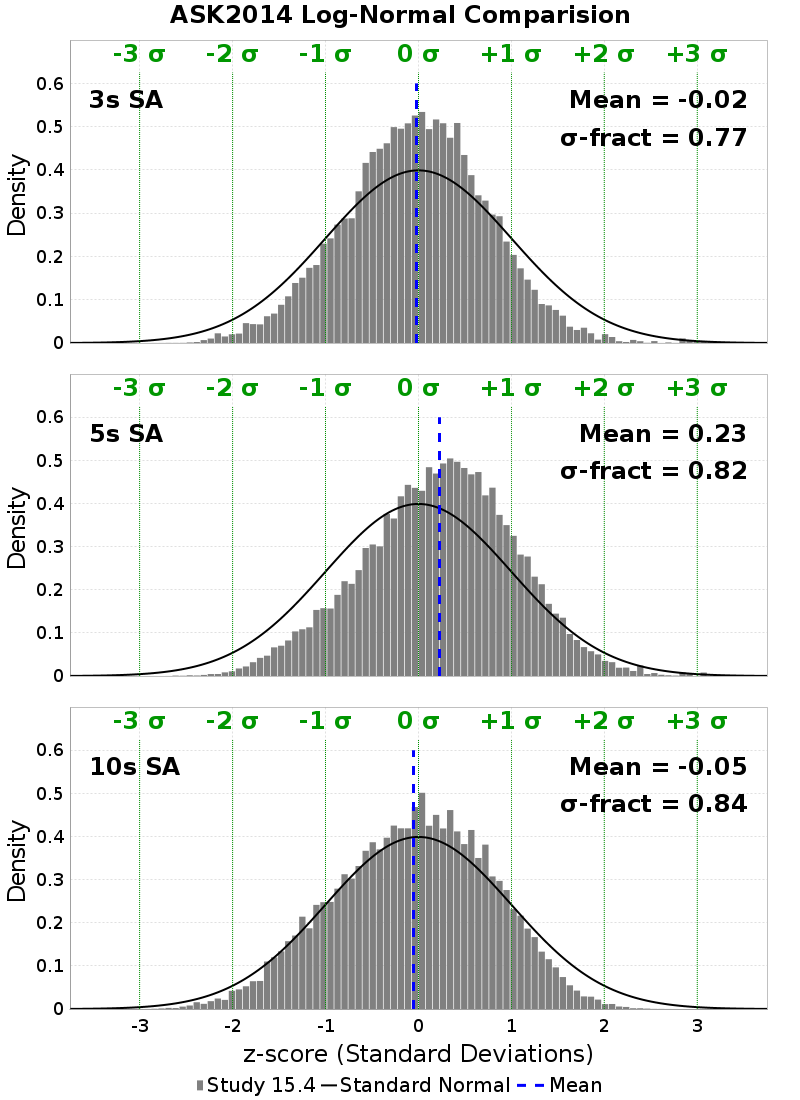 ASK2014 Log-Normal Comparision
-3 σ -2 σ -1 σ 0 σ +1 σ +2 σ +3 σ
0.6
3s SA Mean = -0.02
0.5
σ-fract = 0.77
0.4
0.3
0.2
0.1
0
Density
-3 σ -2 σ -1 σ 0 σ +1 σ +2 σ +3 σ
0.6
5s SA Mean = 0.23
0.5
σ-fract = 0.82
0.4
0.3
0.2
0.1
0
Density
-3 σ -2 σ -1 σ 0 σ +1 σ +2 σ +3 σ
0.6
10s SA Mean = -0.05
0.5
σ-fract = 0.84
0.4
0.3
0.2
0.1
0
Density
-3 -2 -1 0 1 2 3
z-score (Standard Deviations)
Study 15.4 Standard Normal Mean